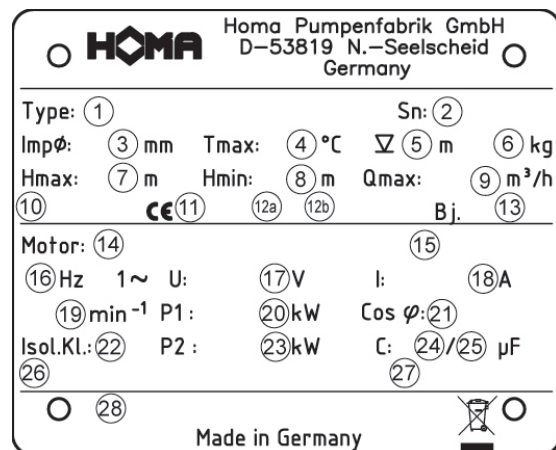 HOMA Homa Pumpenfabrik GmbH
D-53819 N.-Seelscheid
Germany
Type: 1 Sn: 2
Impø: 3 mm Tmax: 4 °C ∇ 5 m 6 kg
Hmax: 7 m Hmin: 8 m Qmax: 9 m³/h
10 CE 11 12a 12b Bj. 13
Motor: 14 15
16 Hz 1~ U: 17 V I: 18 A
19 min⁻¹ P1: 20 kW Cos φ: 21
Isol.Kl.: 22 P2: 23 kW C: 24/25 µF
26 27
28
Made in Germany